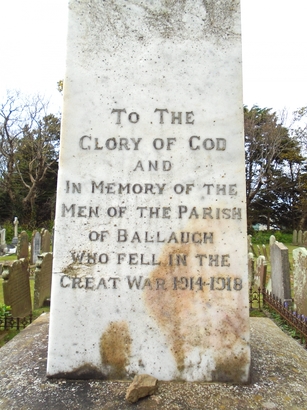 TO THE
GLORY OF GOD
AND
IN MEMORY OF THE
MEN OF THE PARISH
OF BALLAUGH
WHO FELL IN THE
GREAT WAR 1914-1918